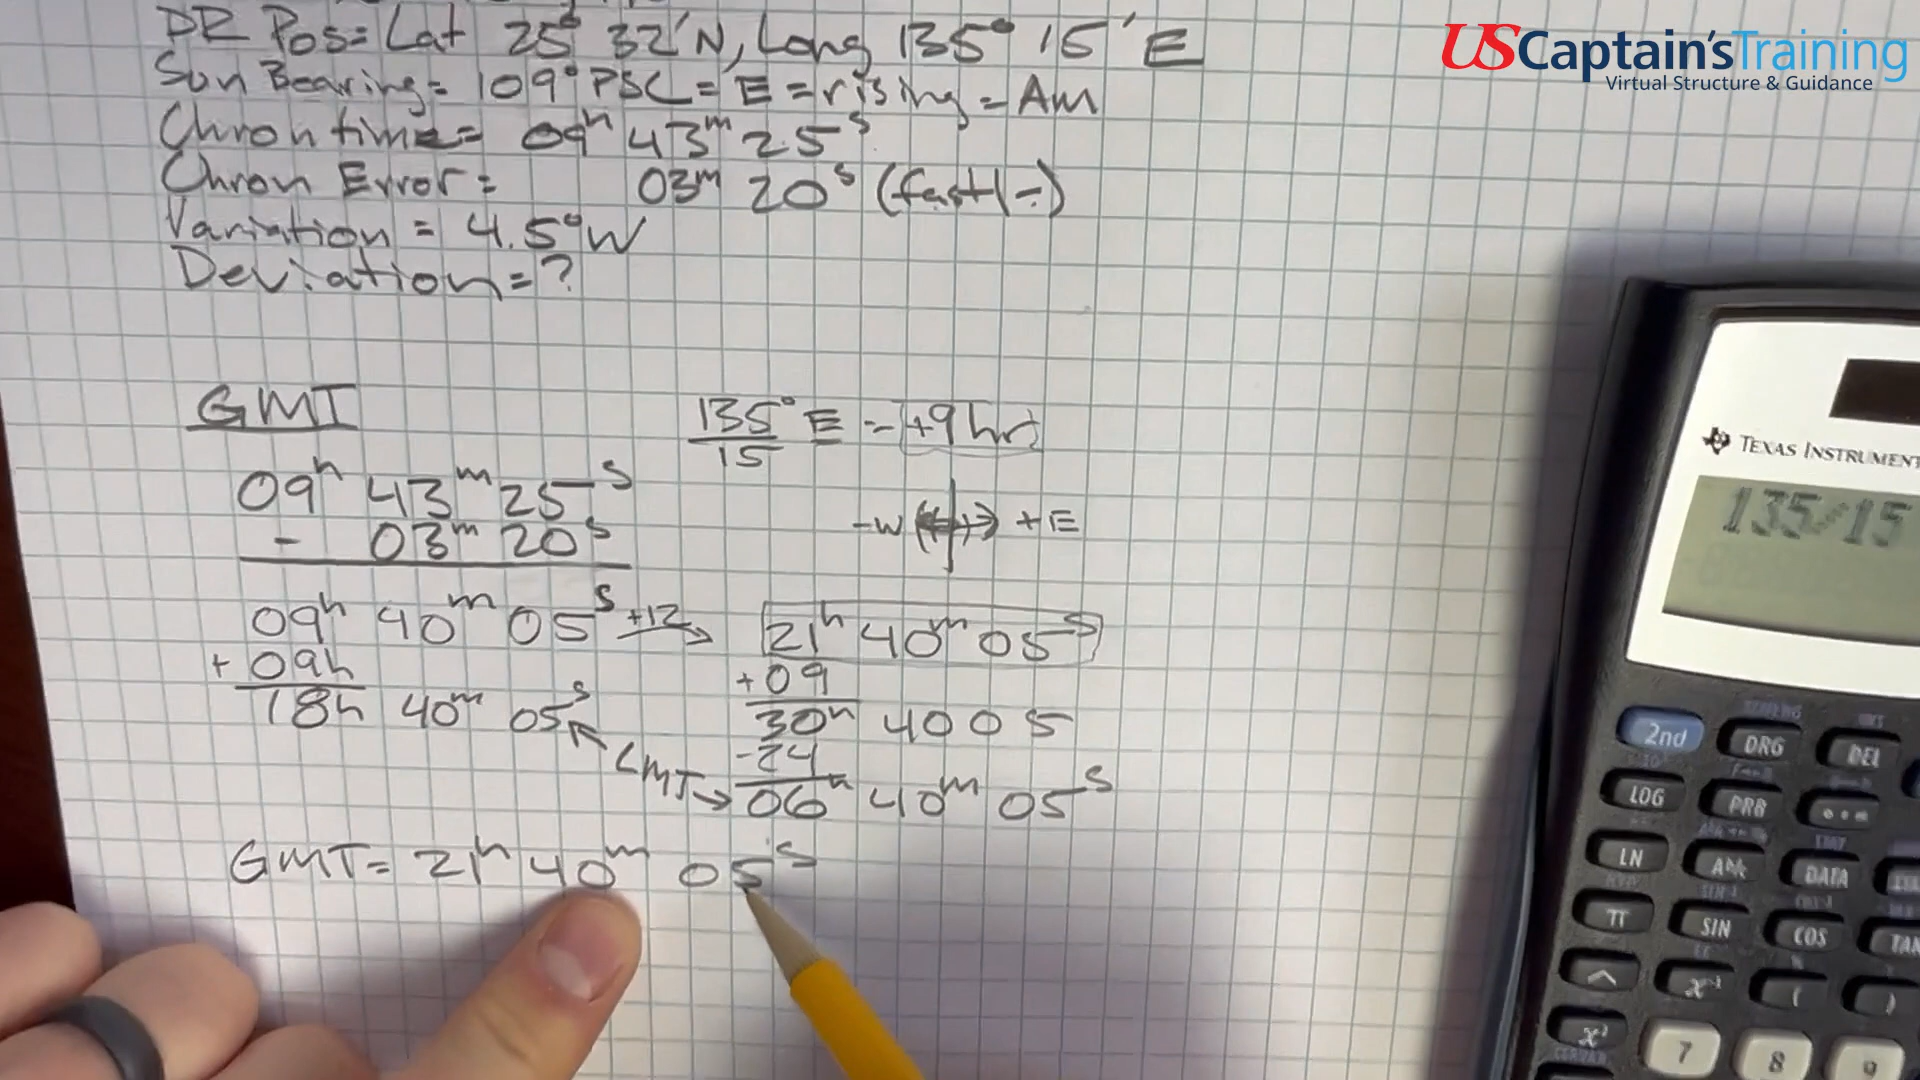 USCaptain'sTraining
Virtual Structure & Guidance
DR Pos= Lat 25° 32'N, Long 135° 15' E
Sun Bearing= 109° PSC = E = rising = Am
Chron time= 09h 43m 25s
Chron Error= 03m 20s (fast|-)
Variation = 4.5°W
Deviation = ?
GMT
09h 43m 25s
- 03m 20s
09h 40m 05s +12 →
+ 09h
18h 40m 05s
135° E = +9hr
15
-W + E
21h 40m 05s
+09
30h 40 05
-24
LMT → 06h 40m 05s
GMT= 21h 40m 05s
TEXAS INSTRUMENT
135/15
2nd DRG DEL
LOG PRB
LN DATA
π SIN COS TAN
^ x⁻¹ ( )
x²
7 8 9